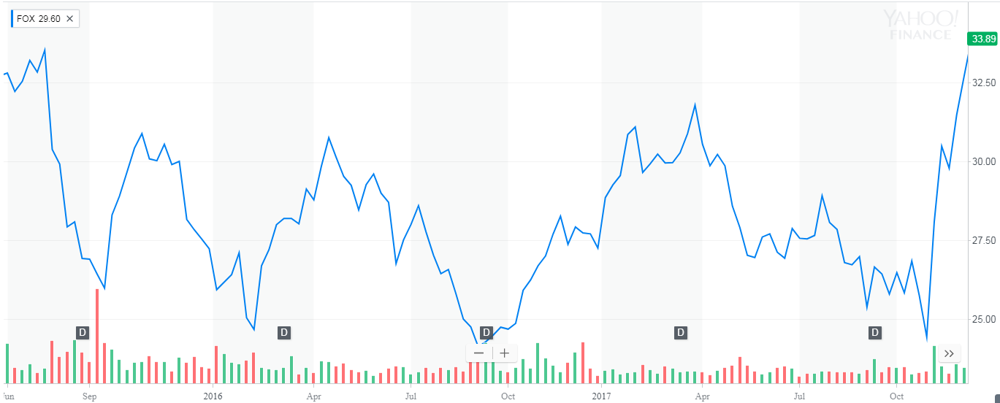 FOX 29.60 ×
YAHOO!
FINANCE
33.89
32.50
30.00
27.50
25.00
D D D D D
− + »
Sep 2016 Apr Jul Oct 2017 Apr Jul Oct